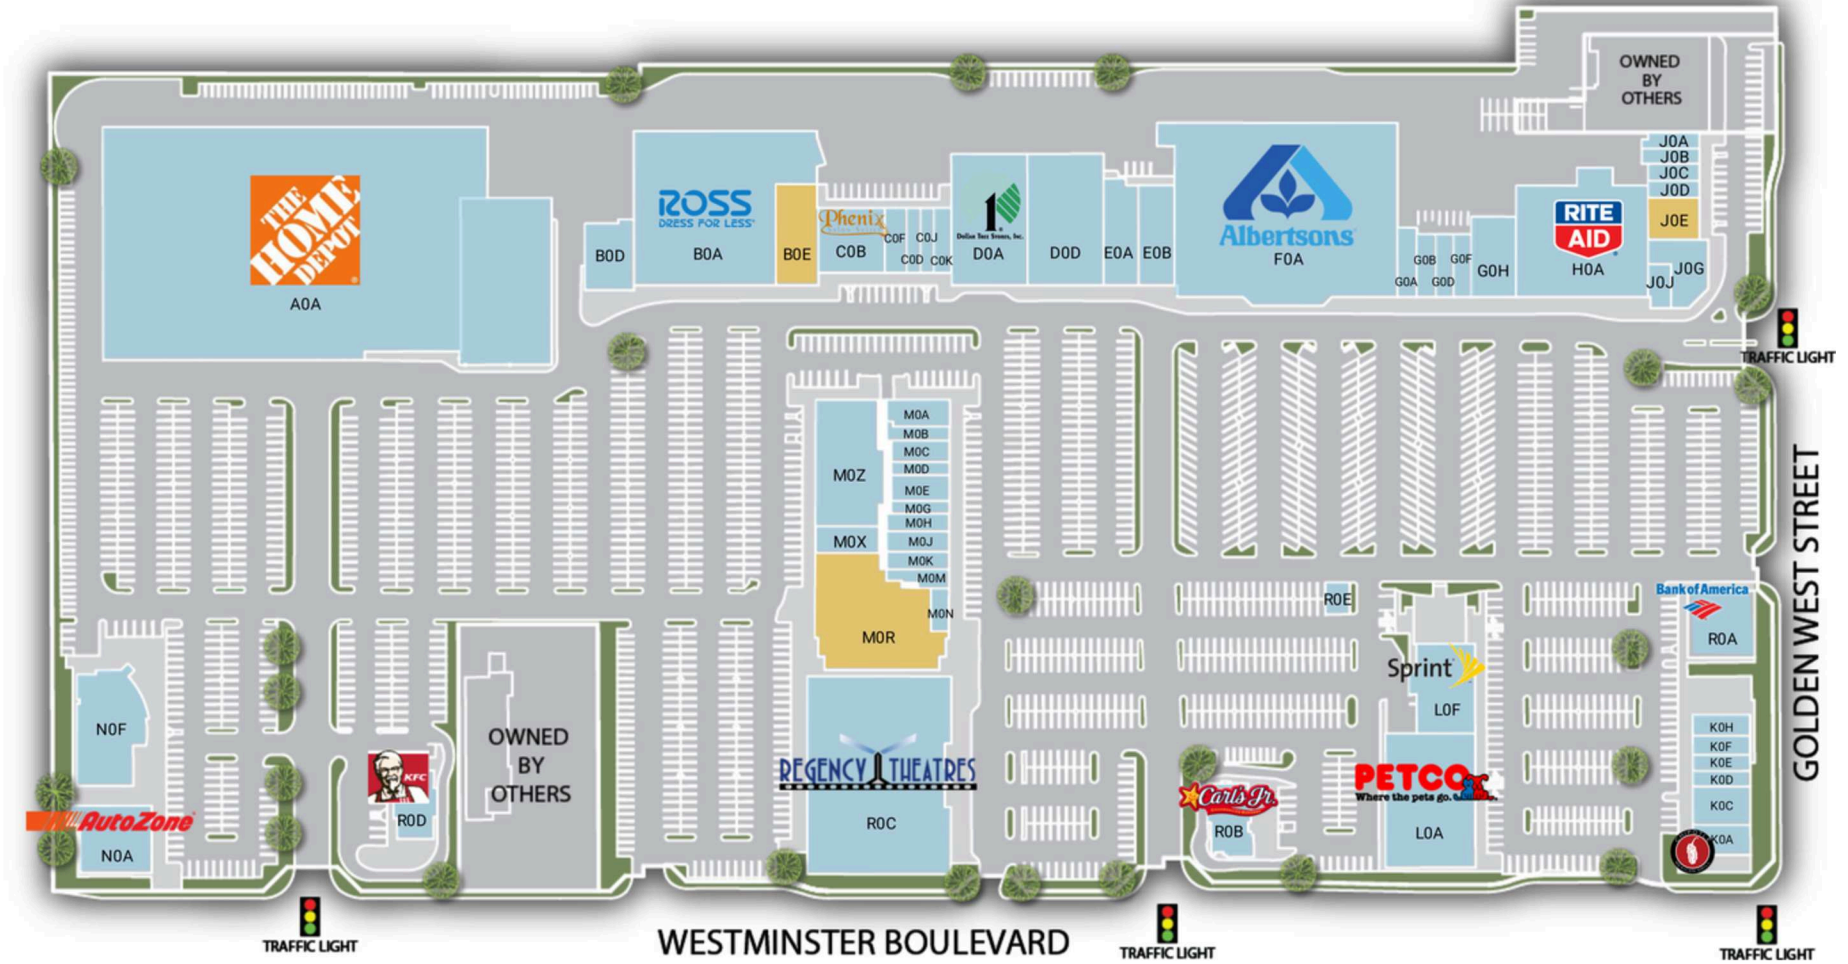 OWNED
BY
OTHERS
THE
HOME
DEPOT
A0A
B0D
ROSS
DRESS FOR LESS
B0A
B0E
Phenix
C0B
C0F
C0D
C0J
C0K
1
Dollar Tree Stores, Inc.
D0A
D0D
E0A
E0B
Albertsons
F0A
G0A
G0B
G0D
G0F
G0H
RITE
AID
H0A
J0A
J0B
J0C
J0D
J0E
J0G
J0J
TRAFFIC LIGHT
M0A
M0B
M0C
M0D
M0E
M0G
M0H
M0J
M0K
M0M
M0N
M0Z
M0X
M0R
R0E
Bank of America
R0A
GOLDEN WEST STREET
Sprint
L0F
N0F
KFC
R0D
OWNED
BY
OTHERS
REGENCY THEATRES
R0C
Carl's Jr.
R0B
PETCO
Where the pets go.
L0A
K0H
K0F
K0E
K0D
K0C
K0A
AutoZone
N0A
TRAFFIC LIGHT
WESTMINSTER BOULEVARD
TRAFFIC LIGHT
TRAFFIC LIGHT